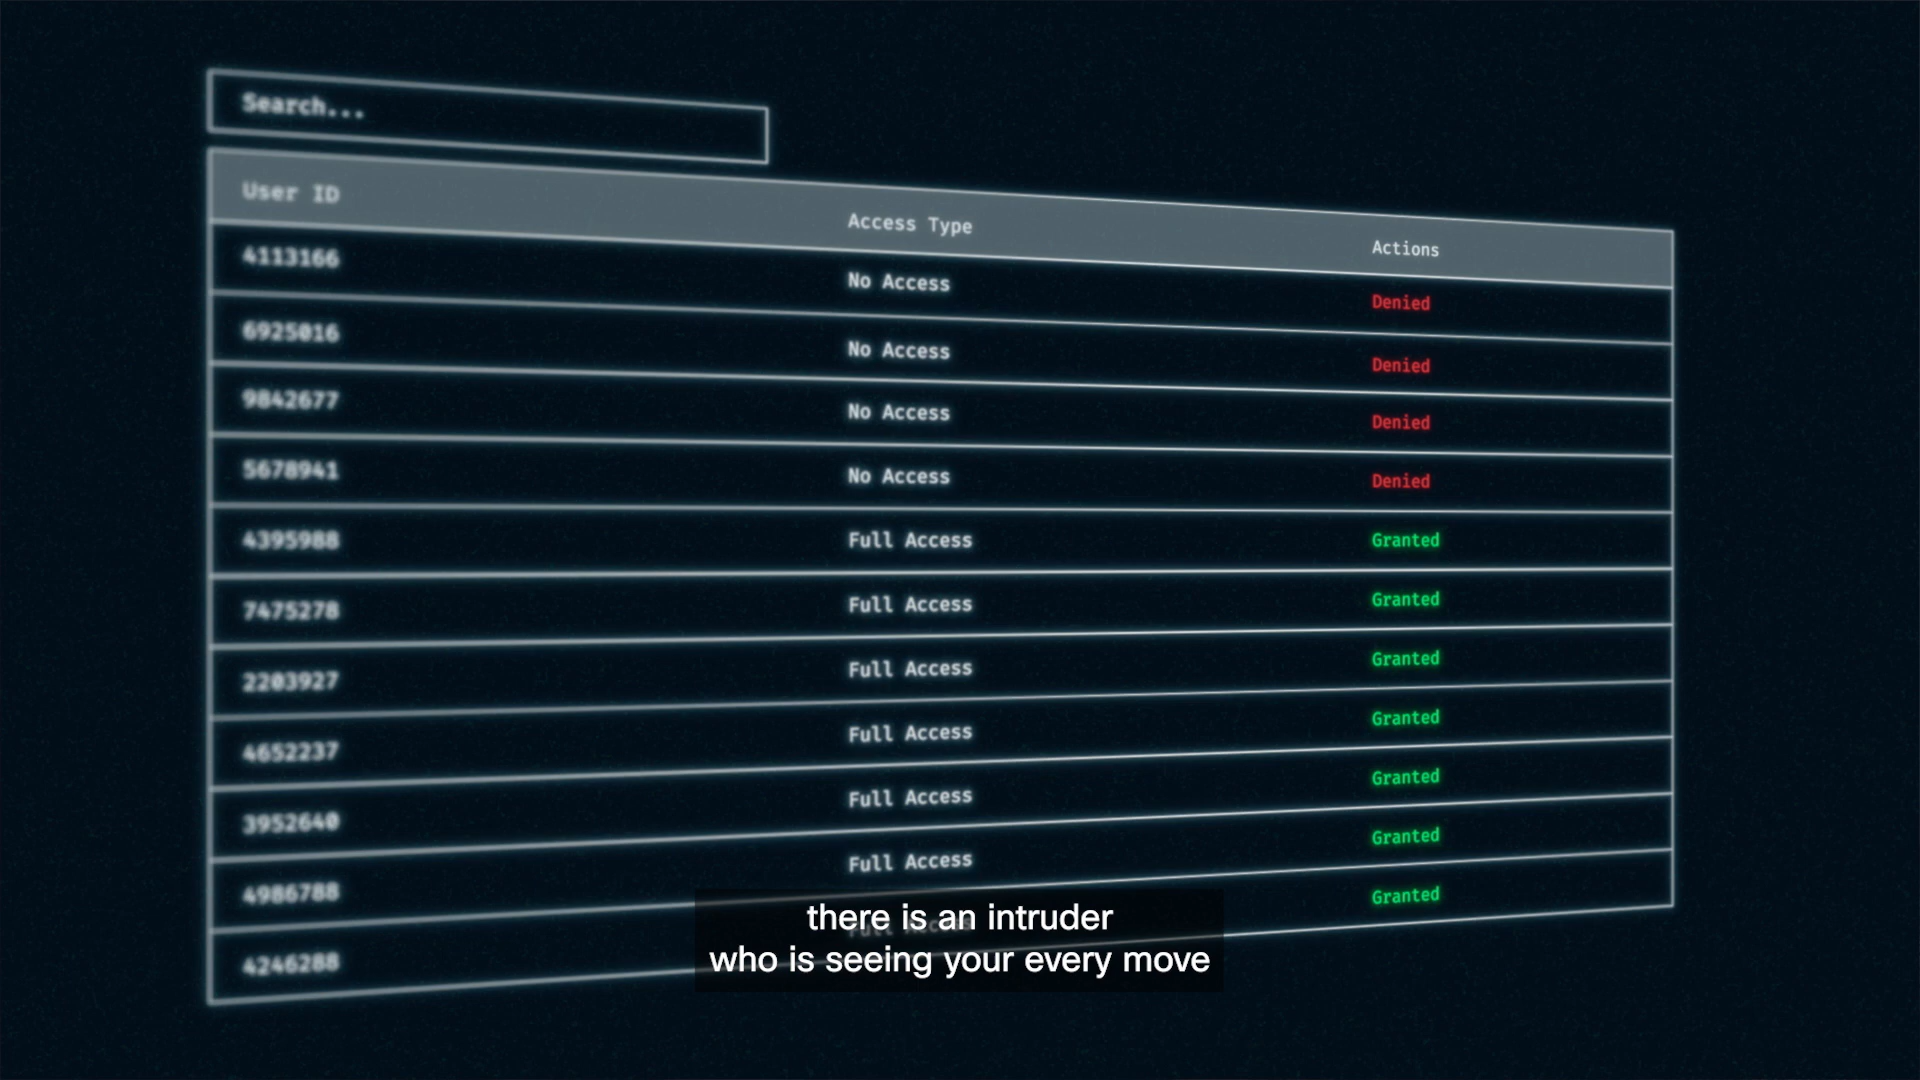 Search...
User ID Access Type Actions
4113166 No Access Denied
6925016 No Access Denied
9842677 No Access Denied
5678941 No Access Denied
4395988 Full Access Granted
7475278 Full Access Granted
2203927 Full Access Granted
4652237 Full Access Granted
3952640 Full Access Granted
4986788 Full Access Granted
4246288 Full Access Granted
there is an intruder
who is seeing your every move